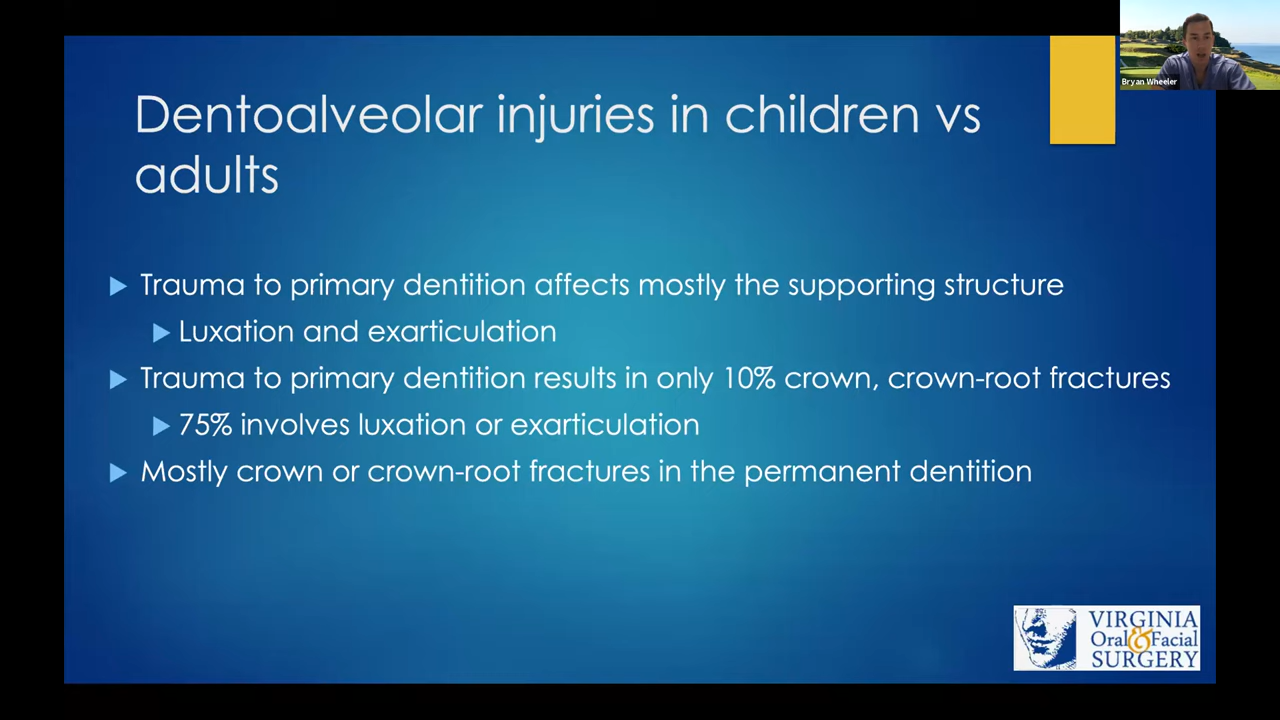 Bryan Wheeler
Dentoalveolar injuries in children vs
adults
Trauma to primary dentition affects mostly the supporting structure
Luxation and exarticulation
Trauma to primary dentition results in only 10% crown, crown-root fractures
75% involves luxation or exarticulation
Mostly crown or crown-root fractures in the permanent dentition
VIRGINIA
Oral & Facial
SURGERY